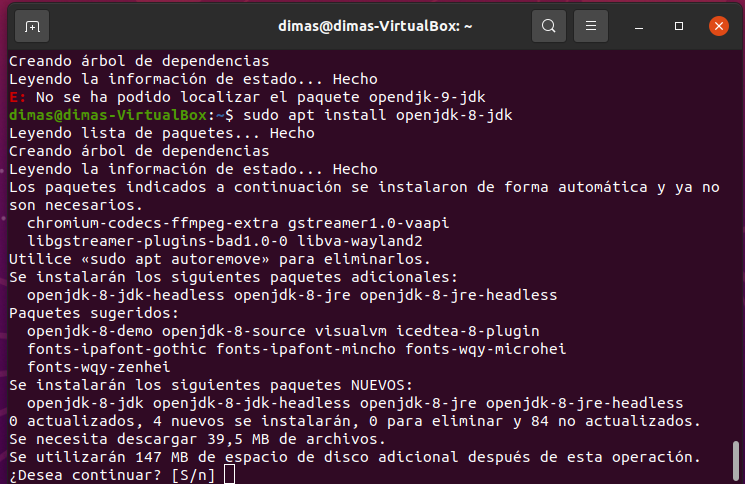 dimas@dimas-VirtualBox: ~
Creando árbol de dependencias
Leyendo la información de estado... Hecho
E: No se ha podido localizar el paquete opendjk-9-jdk
dimas@dimas-VirtualBox:~$ sudo apt install openjdk-8-jdk
Leyendo lista de paquetes... Hecho
Creando árbol de dependencias
Leyendo la información de estado... Hecho
Los paquetes indicados a continuación se instalaron de forma automática y ya no
son necesarios.
chromium-codecs-ffmpeg-extra gstreamer1.0-vaapi
libgstreamer-plugins-bad1.0-0 libva-wayland2
Utilice «sudo apt autoremove» para eliminarlos.
Se instalarán los siguientes paquetes adicionales:
openjdk-8-jdk-headless openjdk-8-jre openjdk-8-jre-headless
Paquetes sugeridos:
openjdk-8-demo openjdk-8-source visualvm icedtea-8-plugin
fonts-ipafont-gothic fonts-ipafont-mincho fonts-wqy-microhei
fonts-wqy-zenhei
Se instalarán los siguientes paquetes NUEVOS:
openjdk-8-jdk openjdk-8-jdk-headless openjdk-8-jre openjdk-8-jre-headless
0 actualizados, 4 nuevos se instalarán, 0 para eliminar y 84 no actualizados.
Se necesita descargar 39,5 MB de archivos.
Se utilizarán 147 MB de espacio de disco adicional después de esta operación.
¿Desea continuar? [S/n]